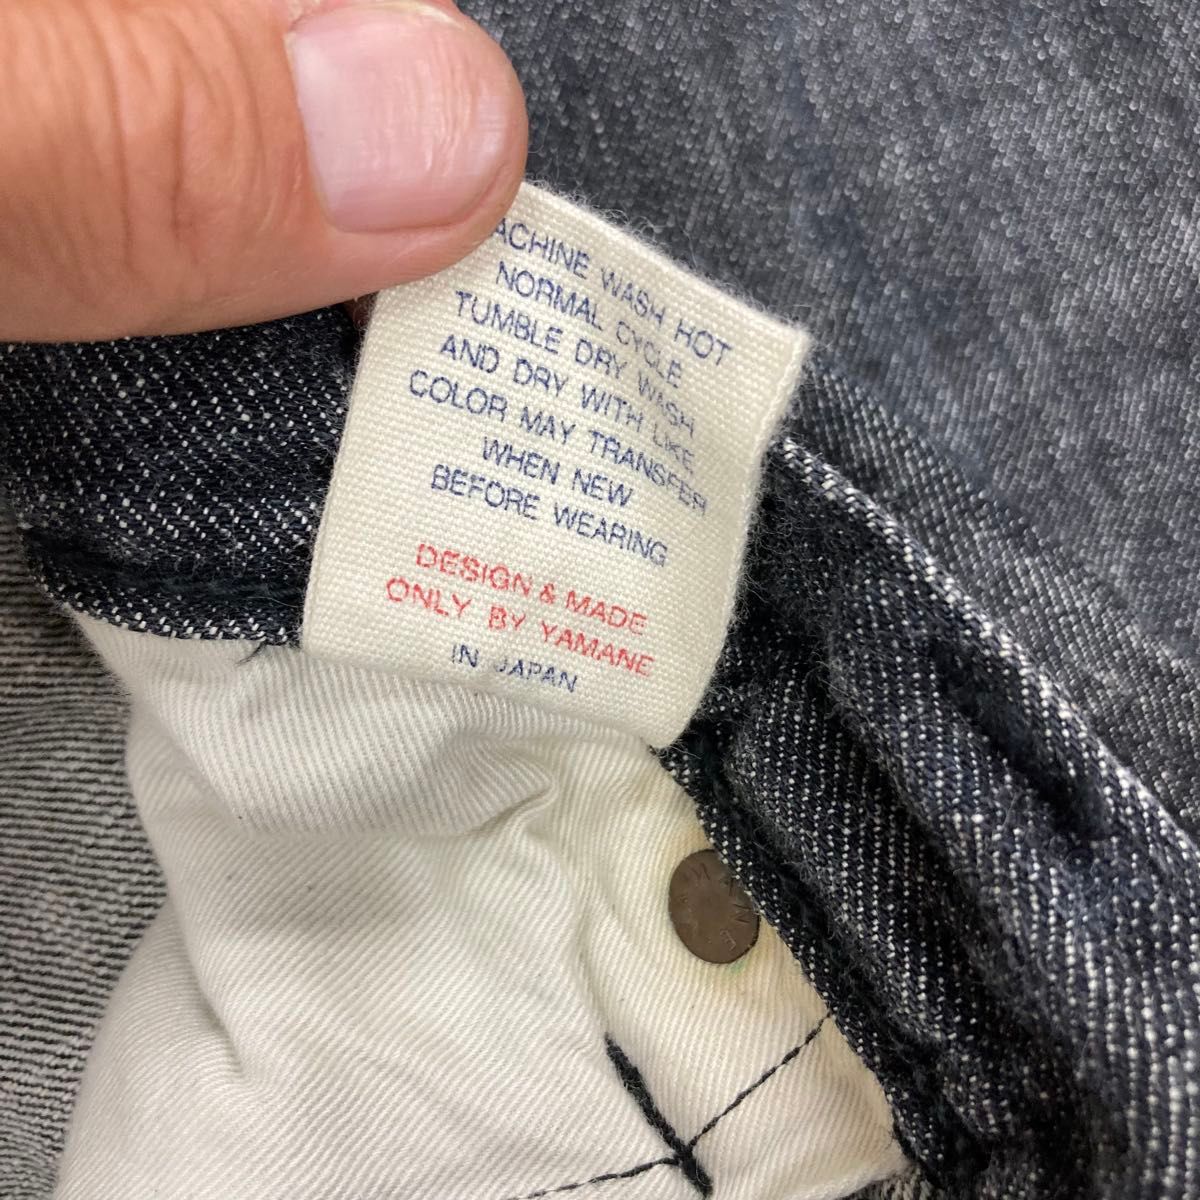 ACHINE WASH HOT
NORMAL CYCLE
TUMBLE DRY WASH
AND DRY WITH LIKE
COLOR MAY TRANSFER
WHEN NEW
BEFORE WEARING
DESIGN & MADE
ONLY BY YAMANE
IN JAPAN
MANE